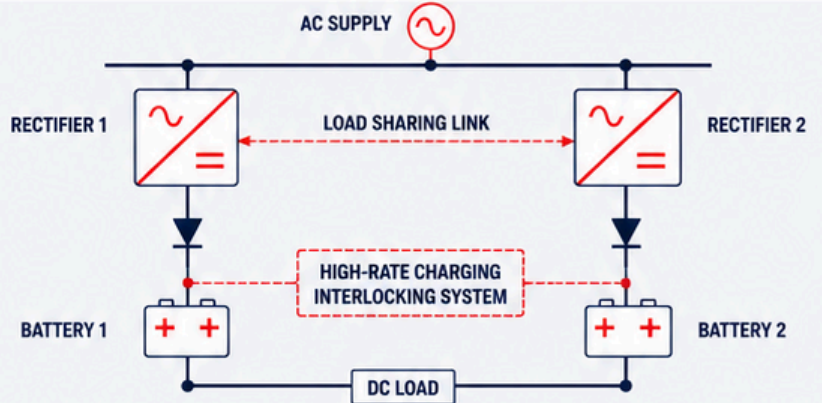 AC SUPPLY
RECTIFIER 1
LOAD SHARING LINK
RECTIFIER 2
HIGH-RATE CHARGING
INTERLOCKING SYSTEM
BATTERY 1
BATTERY 2
DC LOAD